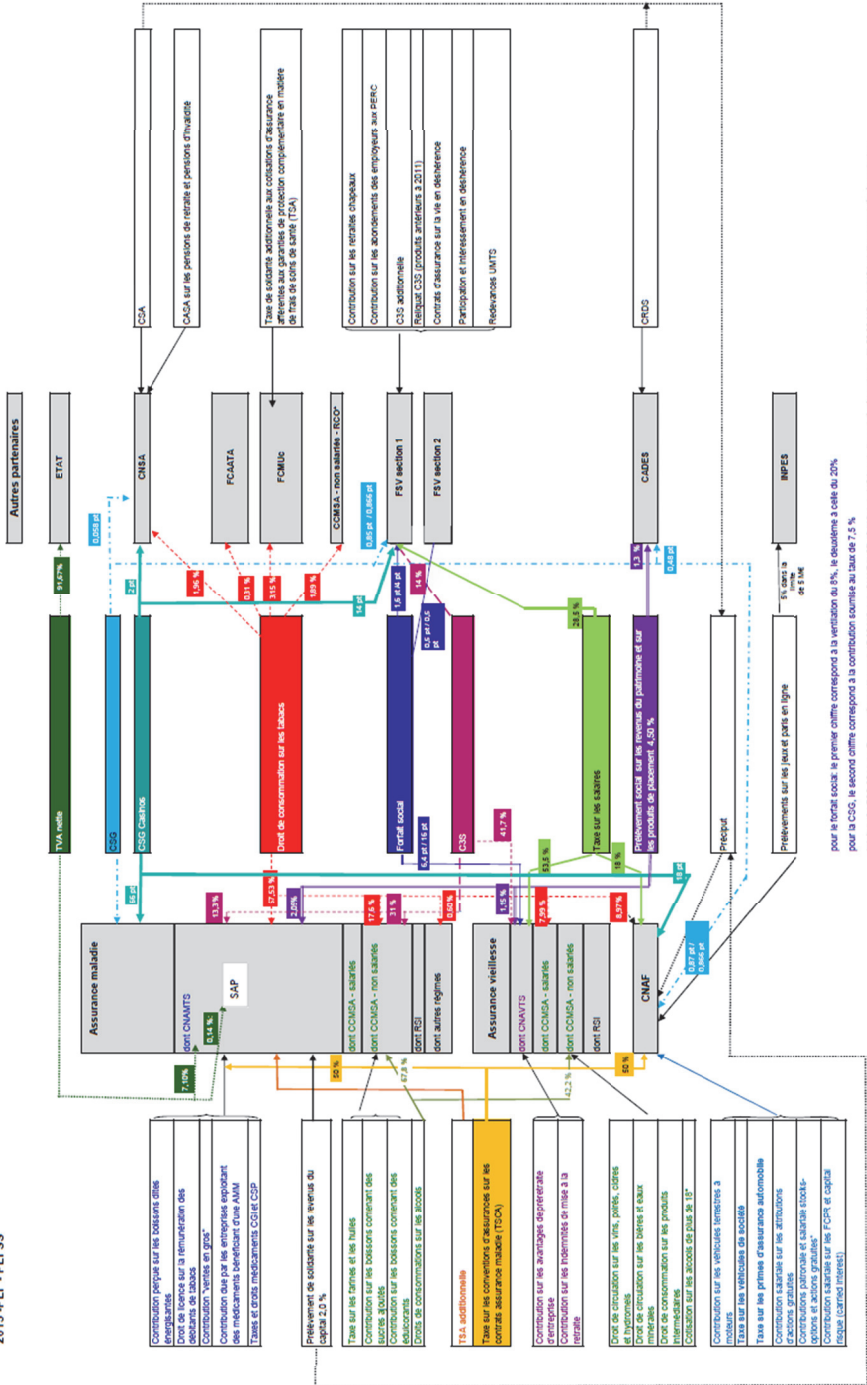 2013 4 LFI - PLFSS
Autres partenaires
TVA nette
91,67%
ETAT
CSG
0,058 pt
CSG Casinos
2 pt
CNSA
CSA
CASA sur les pensions de retraite et pensions d'invalidité
1,96 %
0,31 %
315 %
1,89 %
FCAATA
Droit de consommation sur les tabacs
FCMUc
Taxe de solidarité additionnelle aux cotisations d'assurance
afférentes aux garanties de protection complémentaire en matière
de frais de soins de santé (TSA)
CCMSA - non salariés - RCO*
14 pt
0,85 pt / 0,866 pt
Contribution sur les retraites chapeaux
Contribution sur les abondements des employeurs aux PERC
C3S additionnelle
Reliquat C3S (produits antérieurs à 2011)
Contrats d'assurance sur la vie en déshérence
Participation et Intéressement en déshérence
Redevances UMTS
Forfait social
1,6 pt /4 pt
FSV section 1
14 %
0,5 pt / 0,5
pt
FSV section 2
C3S
28,5 %
Taxe sur les salaires
Prélèvement social sur les revenus du patrimoine et sur
les produits de placement 4,50 %
1,3 %
CADES
0,48 pt
CRDS
Préciput
Prélèvements sur les jeux et paris en ligne
5% dans la
limite
de 5 M€
INPES
Assurance maladie
dont CNAMTS
SAP
dont CCMSA - salariés
dont CCMSA - non salariés
dont RSI
dont autres régimes
7,10%
0,14 %
56 pt
13,3%
57,53 %
2,05%
17,6 %
31 %
0,60%
6,4 pt / 16 pt
41,7 %
Assurance vieillesse
dont CNAVTS
dont CCMSA - salariés
dont CCMSA - non salariés
dont RSI
1,15 %
53,5 %
7,99 %
18 %
8,97%
18 pt
CNAF
0,87 pt /
0,866 pt
50 %
57,8 %
42,2 %
50 %
Contribution perçue sur les boissons dites
énergisantes
Droit de licence sur la rémunération des
débitants de tabacs
Contribution "ventes en gros"
Contribution due par les entreprises exploitant
des médicaments bénéficiant d'une AMM
Taxes et droits médicaments CGI et CSP
Prélèvement de solidarité sur les revenus du
capital 2,0 %
Taxe sur les farines et les huiles
Contribution sur les boissons contenant des
sucres ajoutés
Contribution sur les boissons contenant des
édulcorants
Droits de consommations sur les alcools
TSA additionnelle
Taxe sur les conventions d'assurances sur les
contrats assurance maladie (TSCA)
Contribution sur les avantages de préretraite
d'entreprise
Contribution sur les indemnités de mise à la
retraite
Droit de circulation sur les vins, poirés, cidres
et hydromels
Droit de circulation sur les bières et eaux
minérales
Droit de consommation sur les produits
Intermédiaires
Cotisation sur les alcools de plus de 18°
Contribution sur les véhicules terrestres à
moteurs
Taxe sur les véhicules de société
Taxe sur les primes d'assurance automobile
Contribution salariale sur les attributions
d'actions gratuites
Contributions patronale et salariale stocks-
options et actions gratuites*
Contribution salariale sur les FCPR et capital
risque (carried interest)
pour le forfait social: le premier chiffre correspond à la ventilation du 8%, le deuxième à celle du 20%
pour la CSG, le second chiffre correspond à la contribution soumise au taux de 7,5 %